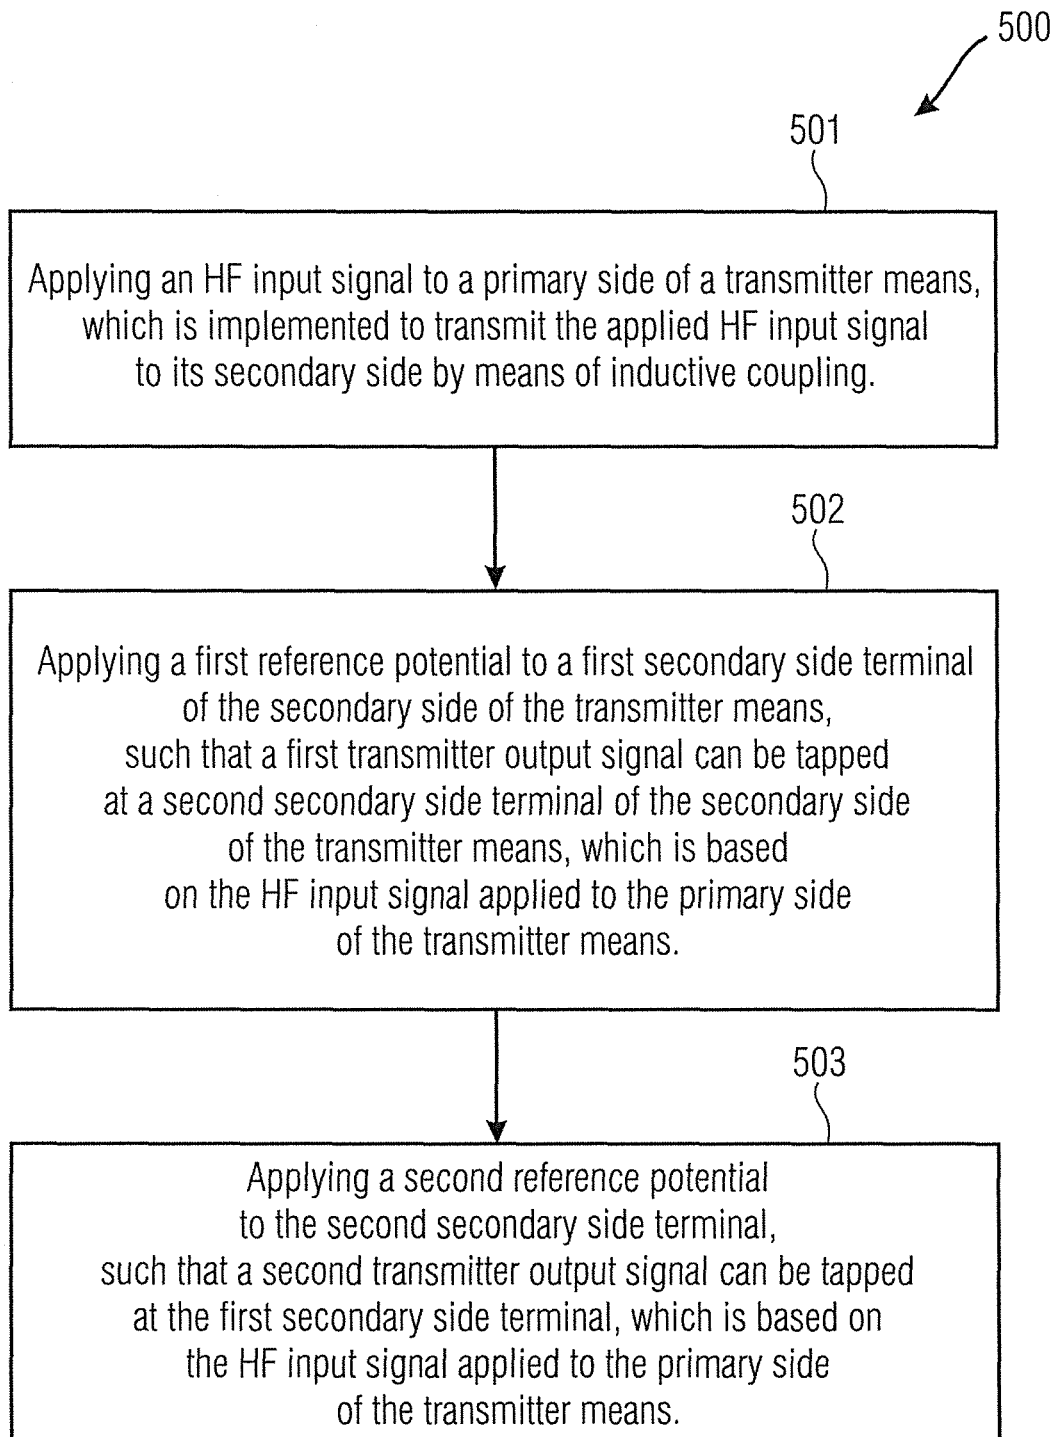 500
501
Applying an HF input signal to a primary side of a transmitter means,
which is implemented to transmit the applied HF input signal
to its secondary side by means of inductive coupling.
502
Applying a first reference potential to a first secondary side terminal
of the secondary side of the transmitter means,
such that a first transmitter output signal can be tapped
at a second secondary side terminal of the secondary side
of the transmitter means, which is based
on the HF input signal applied to the primary side
of the transmitter means.
503
Applying a second reference potential
to the second secondary side terminal,
such that a second transmitter output signal can be tapped
at the first secondary side terminal, which is based on
the HF input signal applied to the primary side
of the transmitter means.